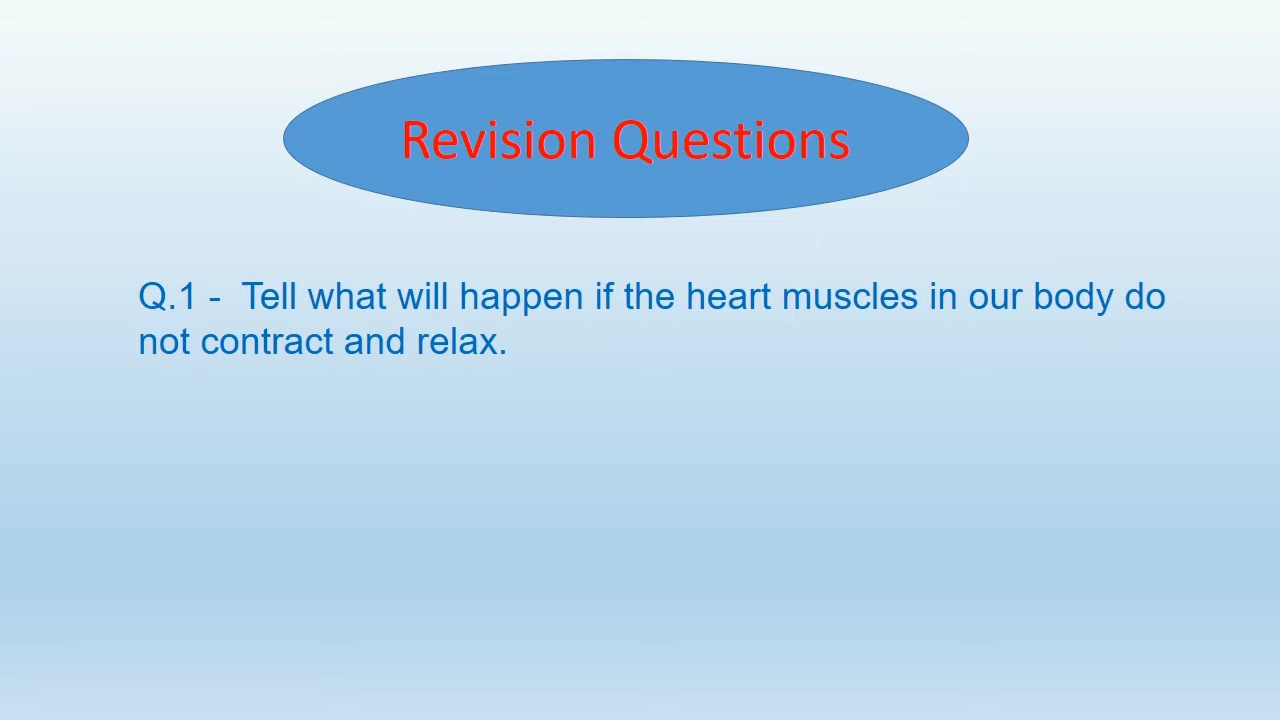 Revision Questions
Q.1 -  Tell what will happen if the heart muscles in our body do
not contract and relax.